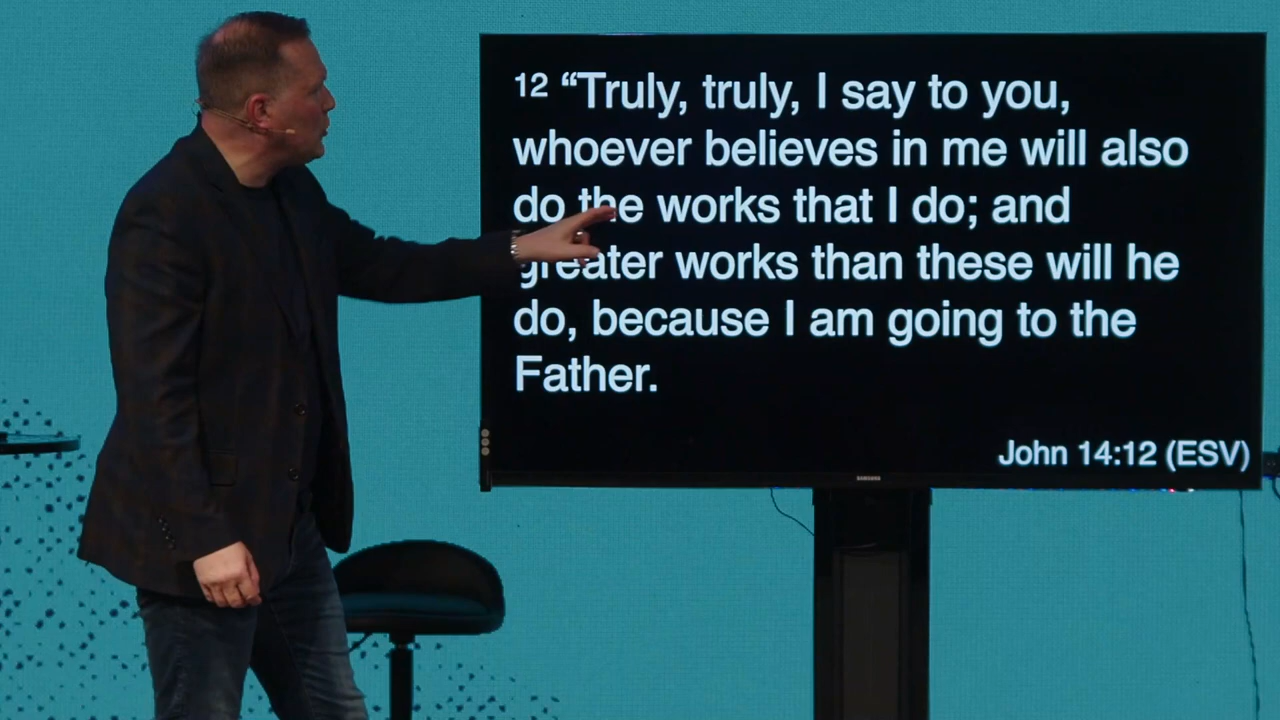 12 “Truly, truly, I say to you,
whoever believes in me will also
do the works that I do; and
greater works than these will he
do, because I am going to the
Father.
John 14:12 (ESV)
SAMSUNG